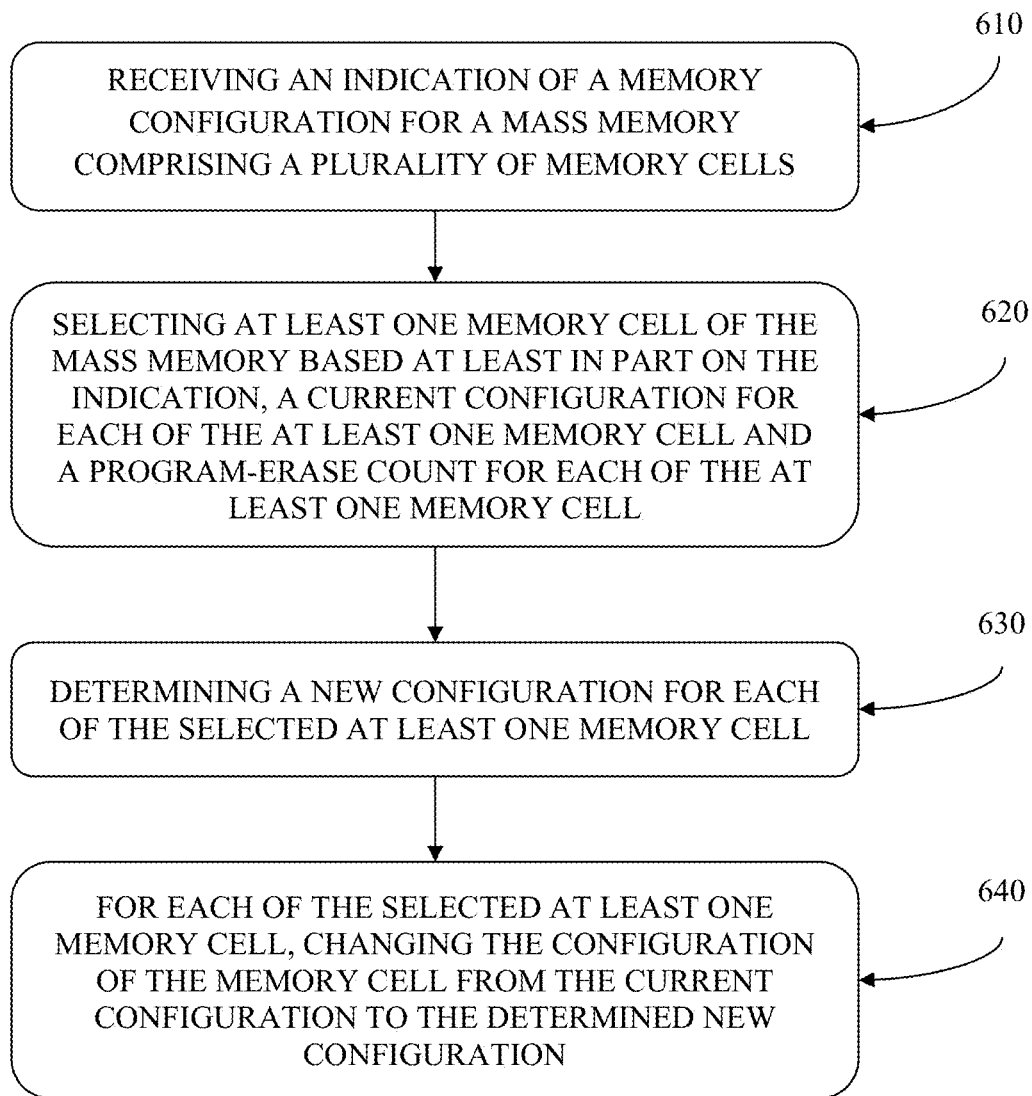 610
RECEIVING AN INDICATION OF A MEMORY
CONFIGURATION FOR A MASS MEMORY
COMPRISING A PLURALITY OF MEMORY CELLS
620
SELECTING AT LEAST ONE MEMORY CELL OF THE
MASS MEMORY BASED AT LEAST IN PART ON THE
INDICATION, A CURRENT CONFIGURATION FOR
EACH OF THE AT LEAST ONE MEMORY CELL AND
A PROGRAM-ERASE COUNT FOR EACH OF THE AT
LEAST ONE MEMORY CELL
630
DETERMINING A NEW CONFIGURATION FOR EACH
OF THE SELECTED AT LEAST ONE MEMORY CELL
640
FOR EACH OF THE SELECTED AT LEAST ONE
MEMORY CELL, CHANGING THE CONFIGURATION
OF THE MEMORY CELL FROM THE CURRENT
CONFIGURATION TO THE DETERMINED NEW
CONFIGURATION